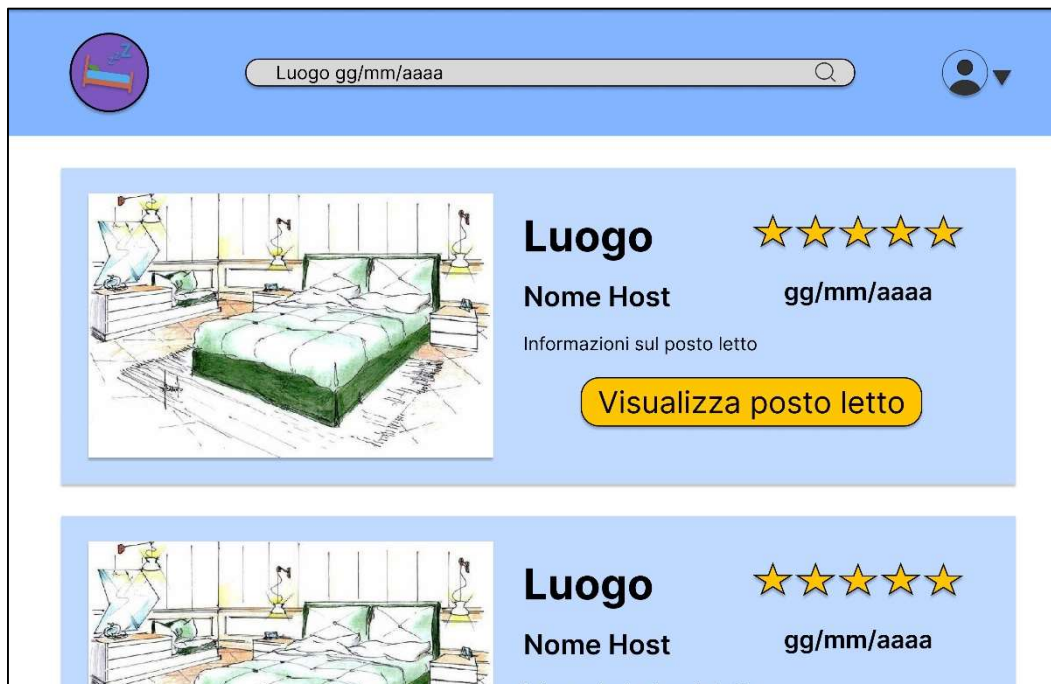 Luogo gg/mm/aaaa
Luogo
Nome Host
gg/mm/aaaa
Informazioni sul posto letto
Visualizza posto letto
Luogo
Nome Host
gg/mm/aaaa